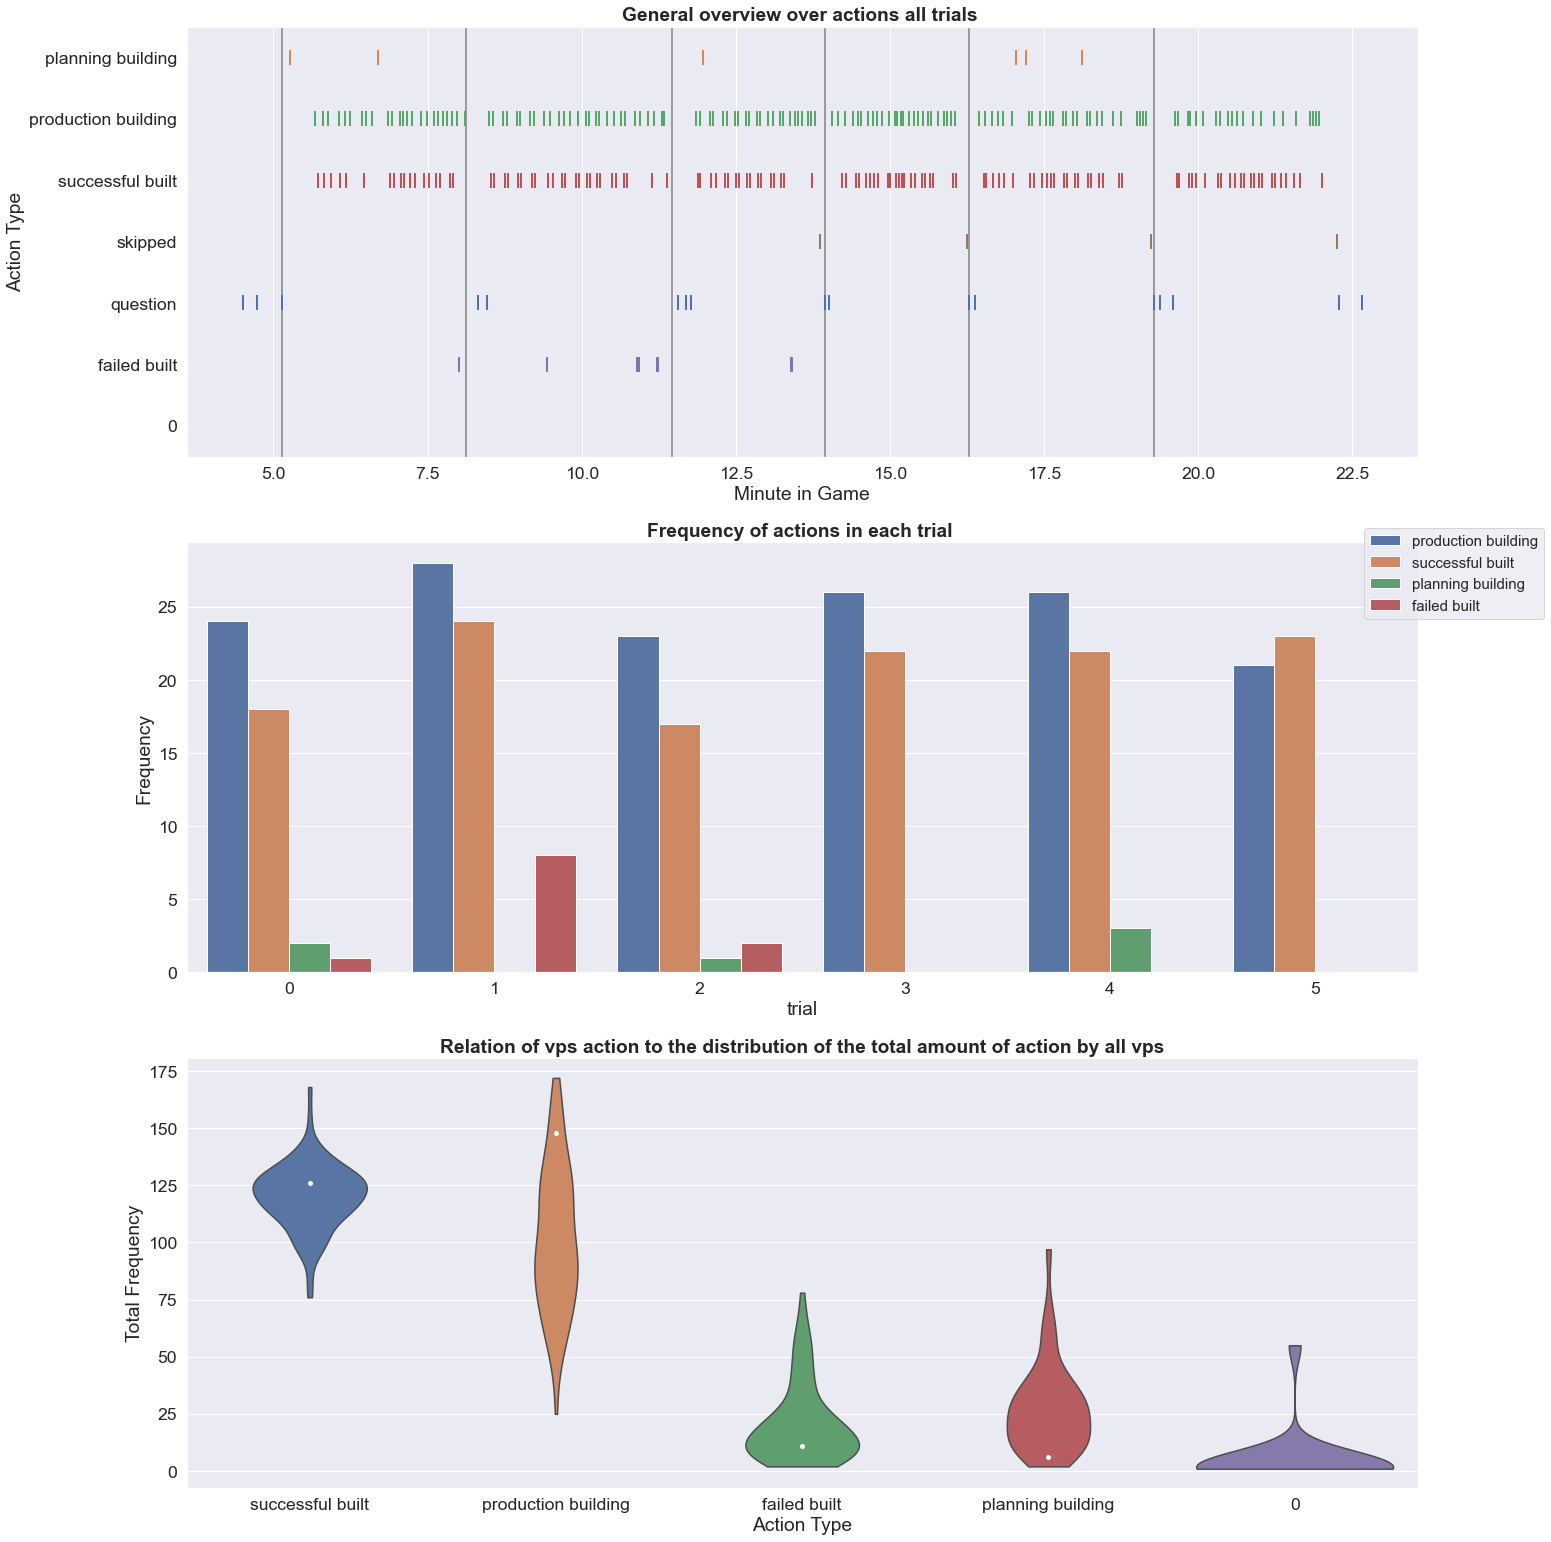 General overview over actions all trials
planning building
production building
successful built
skipped
question
failed built
0
Action Type
5.0 7.5 10.0 12.5 15.0 17.5 20.0 22.5
Minute in Game
Frequency of actions in each trial
production building
successful built
planning building
failed built
25
20
15
10
5
0
Frequency
0 1 2 3 4 5
trial
Relation of vps action to the distribution of the total amount of action by all vps
175
150
125
100
75
50
25
0
Total Frequency
successful built production building failed built planning building 0
Action Type